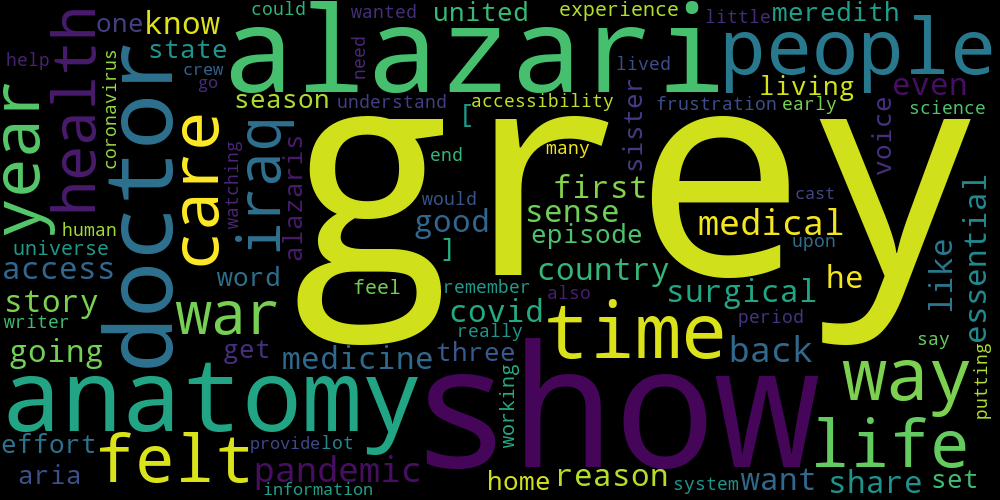 could
wanted
united
experience
little
meredith
help
health
one
know
state
crew
go
need
alazari
people
lived
living
even
coronavirus
year
doctor
season
understand
[
accessibility
sister
frustration
early
voice
science
care
watching
iraq
alazaris
grey
end
many
human
universe
access
word
would
good
first
sense
episode
]
medical
cast
upon
he
like
essential
story
writer
war
feel
remember
country
covid
also
surgical
period
going
get
medicine
three
really
time
back
say
way
putting
anatomy
show
working
life
effort
felt
provide
lot
aria
pandemic
information
home
reason
system
want
share
set